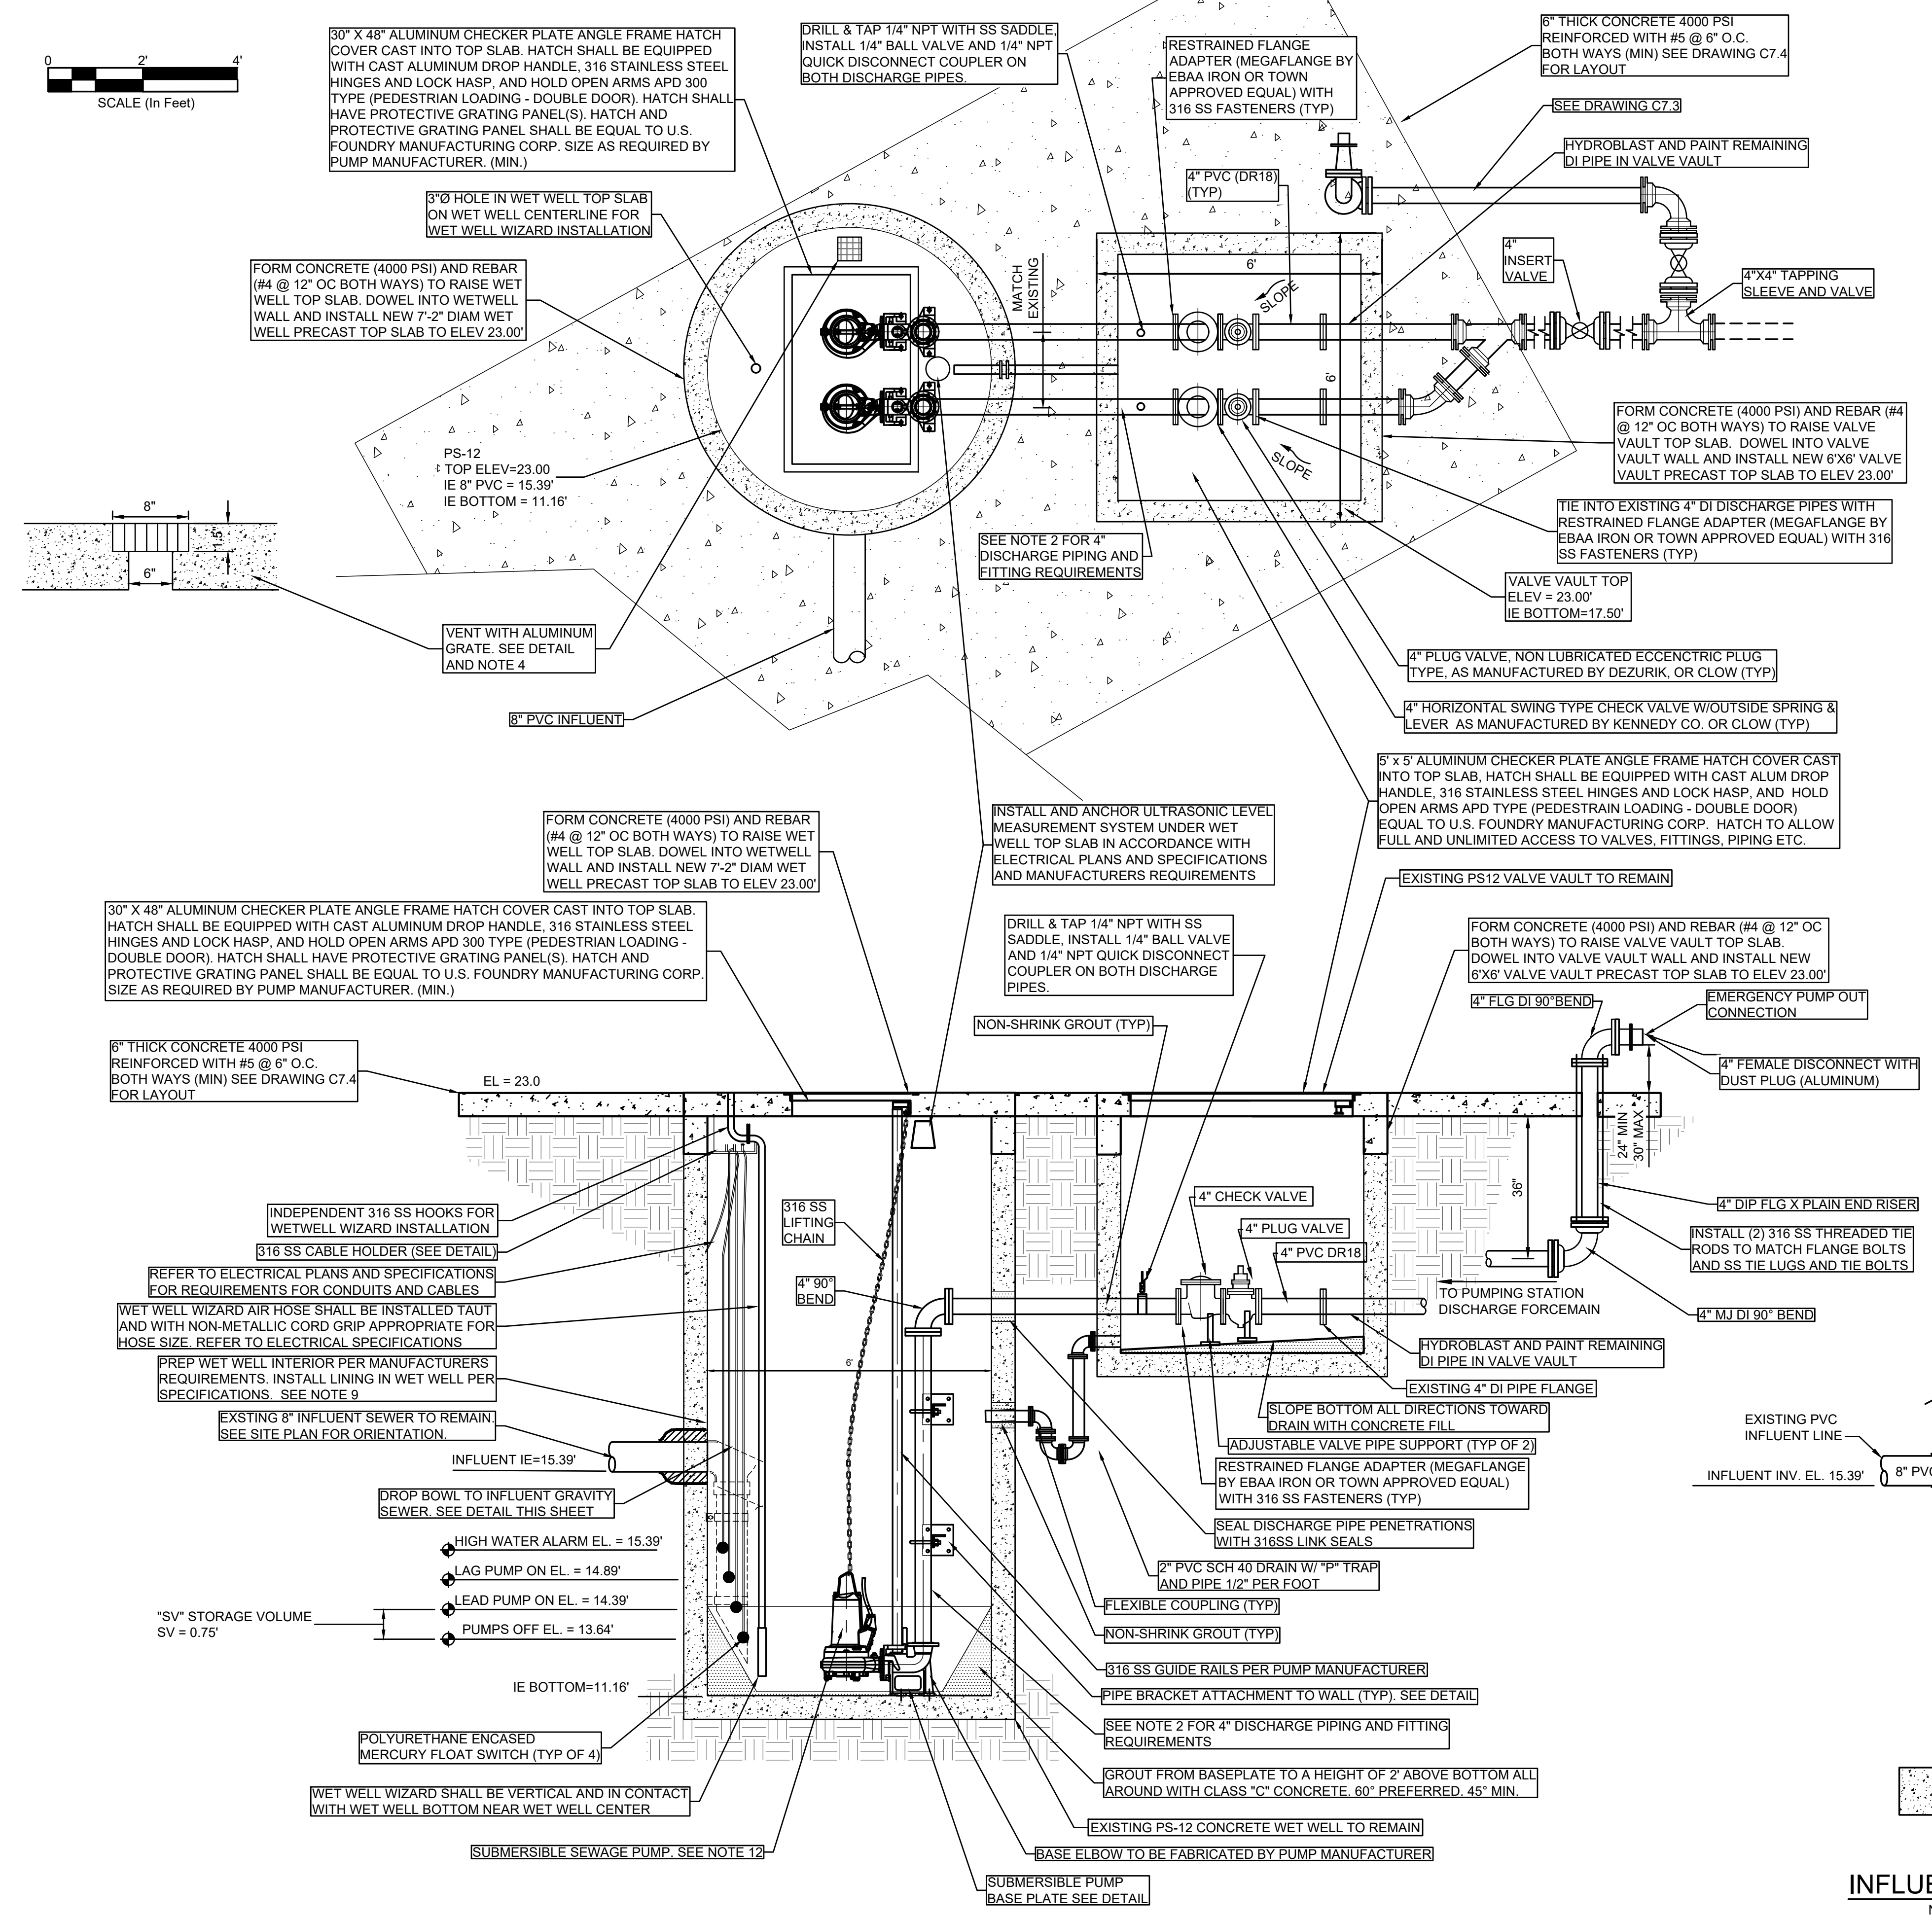 0 2' 4'
SCALE (In Feet)
30" X 48" ALUMINUM CHECKER PLATE ANGLE FRAME HATCH
COVER CAST INTO TOP SLAB. HATCH SHALL BE EQUIPPED
WITH CAST ALUMINUM DROP HANDLE, 316 STAINLESS STEEL
HINGES AND LOCK HASP, AND HOLD OPEN ARMS APD 300
TYPE (PEDESTRIAN LOADING - DOUBLE DOOR). HATCH SHALL
HAVE PROTECTIVE GRATING PANEL(S). HATCH AND
PROTECTIVE GRATING PANEL SHALL BE EQUAL TO U.S.
FOUNDRY MANUFACTURING CORP. SIZE AS REQUIRED BY
PUMP MANUFACTURER. (MIN.)
DRILL & TAP 1/4" NPT WITH SS SADDLE,
INSTALL 1/4" BALL VALVE AND 1/4" NPT
QUICK DISCONNECT COUPLER ON
BOTH DISCHARGE PIPES.
RESTRAINED FLANGE
ADAPTER (MEGAFLANGE BY
EBAA IRON OR TOWN
APPROVED EQUAL) WITH
316 SS FASTENERS (TYP)
6" THICK CONCRETE 4000 PSI
REINFORCED WITH #5 @ 6" O.C.
BOTH WAYS (MIN) SEE DRAWING C7.4
FOR LAYOUT
SEE DRAWING C7.3
HYDROBLAST AND PAINT REMAINING
DI PIPE IN VALVE VAULT
4" PVC (DR18)
(TYP)
3"Ø HOLE IN WET WELL TOP SLAB
ON WET WELL CENTERLINE FOR
WET WELL WIZARD INSTALLATION
FORM CONCRETE (4000 PSI) AND REBAR
(#4 @ 12" OC BOTH WAYS) TO RAISE WET
WELL TOP SLAB. DOWEL INTO WETWELL
WALL AND INSTALL NEW 7'-2" DIAM WET
WELL PRECAST TOP SLAB TO ELEV 23.00'
MATCH
EXISTING
6'
SLOPE
6'
SLOPE
4"
INSERT
VALVE
4"X4" TAPPING
SLEEVE AND VALVE
FORM CONCRETE (4000 PSI) AND REBAR (#4
@ 12" OC BOTH WAYS) TO RAISE VALVE
VAULT TOP SLAB. DOWEL INTO VALVE
VAULT WALL AND INSTALL NEW 6'X6' VALVE
VAULT PRECAST TOP SLAB TO ELEV 23.00'
PS-12
TOP ELEV=23.00
IE 8" PVC = 15.39'
IE BOTTOM = 11.16'
8"
1.5"
6"
TIE INTO EXISTING 4" DI DISCHARGE PIPES WITH
RESTRAINED FLANGE ADAPTER (MEGAFLANGE BY
EBAA IRON OR TOWN APPROVED EQUAL) WITH 316
SS FASTENERS (TYP)
SEE NOTE 2 FOR 4"
DISCHARGE PIPING AND
FITTING REQUIREMENTS
VALVE VAULT TOP
ELEV = 23.00'
IE BOTTOM=17.50'
VENT WITH ALUMINUM
GRATE. SEE DETAIL
AND NOTE 4
4" PLUG VALVE, NON LUBRICATED ECCENCTRIC PLUG
TYPE, AS MANUFACTURED BY DEZURIK, OR CLOW (TYP)
8" PVC INFLUENT
4" HORIZONTAL SWING TYPE CHECK VALVE W/OUTSIDE SPRING &
LEVER AS MANUFACTURED BY KENNEDY CO. OR CLOW (TYP)
5' x 5' ALUMINUM CHECKER PLATE ANGLE FRAME HATCH COVER CAST
INTO TOP SLAB, HATCH SHALL BE EQUIPPED WITH CAST ALUM DROP
HANDLE, 316 STAINLESS STEEL HINGES AND LOCK HASP, AND HOLD
OPEN ARMS APD TYPE (PEDESTRAIN LOADING - DOUBLE DOOR)
EQUAL TO U.S. FOUNDRY MANUFACTURING CORP. HATCH TO ALLOW
FULL AND UNLIMITED ACCESS TO VALVES, FITTINGS, PIPING ETC.
FORM CONCRETE (4000 PSI) AND REBAR
(#4 @ 12" OC BOTH WAYS) TO RAISE WET
WELL TOP SLAB. DOWEL INTO WETWELL
WALL AND INSTALL NEW 7'-2" DIAM WET
WELL PRECAST TOP SLAB TO ELEV 23.00'
INSTALL AND ANCHOR ULTRASONIC LEVEL
MEASUREMENT SYSTEM UNDER WET
WELL TOP SLAB IN ACCORDANCE WITH
ELECTRICAL PLANS AND SPECIFICATIONS
AND MANUFACTURERS REQUIREMENTS
EXISTING PS12 VALVE VAULT TO REMAIN
30" X 48" ALUMINUM CHECKER PLATE ANGLE FRAME HATCH COVER CAST INTO TOP SLAB.
HATCH SHALL BE EQUIPPED WITH CAST ALUMINUM DROP HANDLE, 316 STAINLESS STEEL
HINGES AND LOCK HASP, AND HOLD OPEN ARMS APD 300 TYPE (PEDESTRIAN LOADING -
DOUBLE DOOR). HATCH SHALL HAVE PROTECTIVE GRATING PANEL(S). HATCH AND
PROTECTIVE GRATING PANEL SHALL BE EQUAL TO U.S. FOUNDRY MANUFACTURING CORP.
SIZE AS REQUIRED BY PUMP MANUFACTURER. (MIN.)
DRILL & TAP 1/4" NPT WITH SS
SADDLE, INSTALL 1/4" BALL VALVE
AND 1/4" NPT QUICK DISCONNECT
COUPLER ON BOTH DISCHARGE
PIPES.
FORM CONCRETE (4000 PSI) AND REBAR (#4 @ 12" OC
BOTH WAYS) TO RAISE VALVE VAULT TOP SLAB.
DOWEL INTO VALVE VAULT WALL AND INSTALL NEW
6'X6' VALVE VAULT PRECAST TOP SLAB TO ELEV 23.00'
4" FLG DI 90°BEND
EMERGENCY PUMP OUT
CONNECTION
NON-SHRINK GROUT (TYP)
6" THICK CONCRETE 4000 PSI
REINFORCED WITH #5 @ 6" O.C.
BOTH WAYS (MIN) SEE DRAWING C7.4
FOR LAYOUT
EL = 23.0
4" FEMALE DISCONNECT WITH
DUST PLUG (ALUMINUM)
24" MIN
30" MAX
36"
INDEPENDENT 316 SS HOOKS FOR
WETWELL WIZARD INSTALLATION
316 SS
LIFTING
CHAIN
4" CHECK VALVE
4" PLUG VALVE
4" PVC DR18
4" DIP FLG X PLAIN END RISER
INSTALL (2) 316 SS THREADED TIE
RODS TO MATCH FLANGE BOLTS
AND SS TIE LUGS AND TIE BOLTS
316 SS CABLE HOLDER (SEE DETAIL)
REFER TO ELECTRICAL PLANS AND SPECIFICATIONS
FOR REQUIREMENTS FOR CONDUITS AND CABLES
4" 90°
BEND
TO PUMPING STATION
DISCHARGE FORCEMAIN
4" MJ DI 90° BEND
WET WELL WIZARD AIR HOSE SHALL BE INSTALLED TAUT
AND WITH NON-METALLIC CORD GRIP APPROPRIATE FOR
HOSE SIZE. REFER TO ELECTRICAL SPECIFICATIONS
HYDROBLAST AND PAINT REMAINING
DI PIPE IN VALVE VAULT
PREP WET WELL INTERIOR PER MANUFACTURERS
REQUIREMENTS. INSTALL LINING IN WET WELL PER
SPECIFICATIONS. SEE NOTE 9
6'
EXISTING 4" DI PIPE FLANGE
EXSTING 8" INFLUENT SEWER TO REMAIN.
SEE SITE PLAN FOR ORIENTATION.
SLOPE BOTTOM ALL DIRECTIONS TOWARD
DRAIN WITH CONCRETE FILL
EXISTING PVC
INFLUENT LINE
ADJUSTABLE VALVE PIPE SUPPORT (TYP OF 2)
INFLUENT IE=15.39'
RESTRAINED FLANGE ADAPTER (MEGAFLANGE
BY EBAA IRON OR TOWN APPROVED EQUAL)
WITH 316 SS FASTENERS (TYP)
INFLUENT INV. EL. 15.39'
8" PV
DROP BOWL TO INFLUENT GRAVITY
SEWER. SEE DETAIL THIS SHEET
SEAL DISCHARGE PIPE PENETRATIONS
WITH 316SS LINK SEALS
HIGH WATER ALARM EL. = 15.39'
LAG PUMP ON EL. = 14.89'
2" PVC SCH 40 DRAIN W/ "P" TRAP
AND PIPE 1/2" PER FOOT
LEAD PUMP ON EL. = 14.39'
FLEXIBLE COUPLING (TYP)
"SV" STORAGE VOLUME
SV = 0.75'
PUMPS OFF EL. = 13.64'
NON-SHRINK GROUT (TYP)
316 SS GUIDE RAILS PER PUMP MANUFACTURER
IE BOTTOM=11.16'
PIPE BRACKET ATTACHMENT TO WALL (TYP). SEE DETAIL
POLYURETHANE ENCASED
MERCURY FLOAT SWITCH (TYP OF 4)
SEE NOTE 2 FOR 4" DISCHARGE PIPING AND FITTING
REQUIREMENTS
GROUT FROM BASEPLATE TO A HEIGHT OF 2' ABOVE BOTTOM ALL
AROUND WITH CLASS "C" CONCRETE. 60° PREFERRED. 45° MIN.
WET WELL WIZARD SHALL BE VERTICAL AND IN CONTACT
WITH WET WELL BOTTOM NEAR WET WELL CENTER
EXISTING PS-12 CONCRETE WET WELL TO REMAIN
SUBMERSIBLE SEWAGE PUMP. SEE NOTE 12
BASE ELBOW TO BE FABRICATED BY PUMP MANUFACTURER
SUBMERSIBLE PUMP
BASE PLATE SEE DETAIL
INFLUE